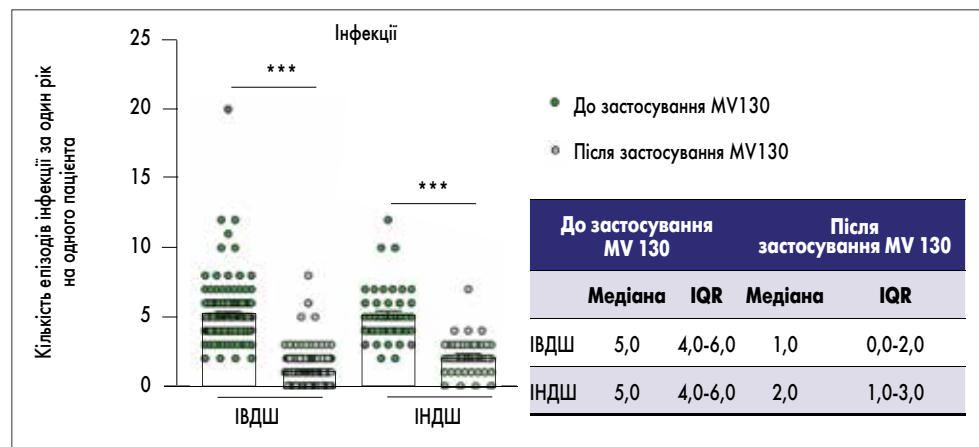 Інфекції
Кількість епізодів інфекції за один рік
на одного пацієнта
25
20
15
10
5
0
***
***
ІВДШ
ІНДШ
До застосування MV130
Після застосування MV130
До застосування MV 130 Після застосування MV 130
Медіана IQR Медіана IQR
ІВДШ 5,0 4,0-6,0 1,0 0,0-2,0
ІНДШ 5,0 4,0-6,0 2,0 1,0-3,0